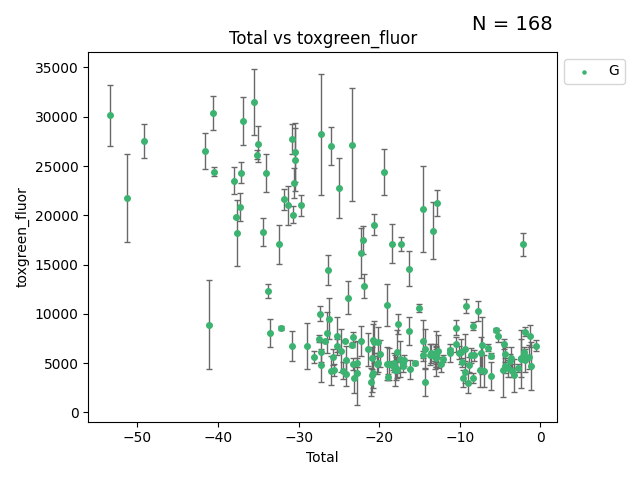 N = 168
Total vs toxgreen_fluor
G
toxgreen_fluor
35000
30000
25000
20000
15000
10000
5000
0
−50 −40 −30 −20 −10 0
Total